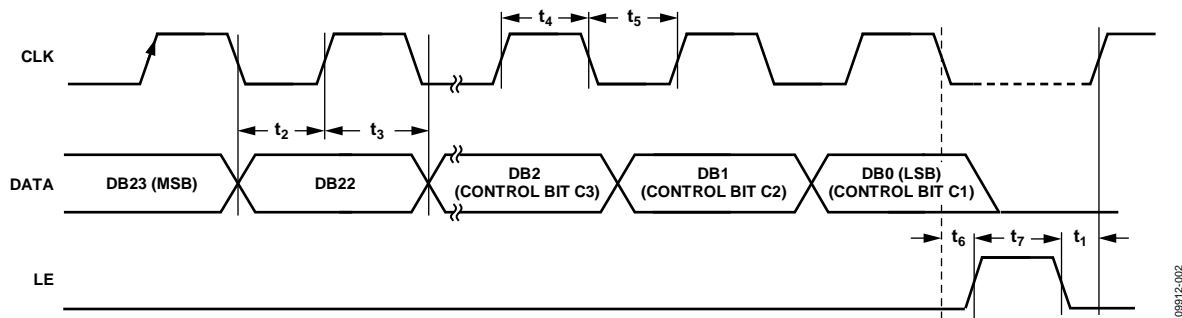 t4 t5
CLK
t2 t3
DATA
DB23 (MSB)
DB22
DB2
(CONTROL BIT C3)
DB1
(CONTROL BIT C2)
DB0 (LSB)
(CONTROL BIT C1)
t6 t7 t1
LE
09912-002